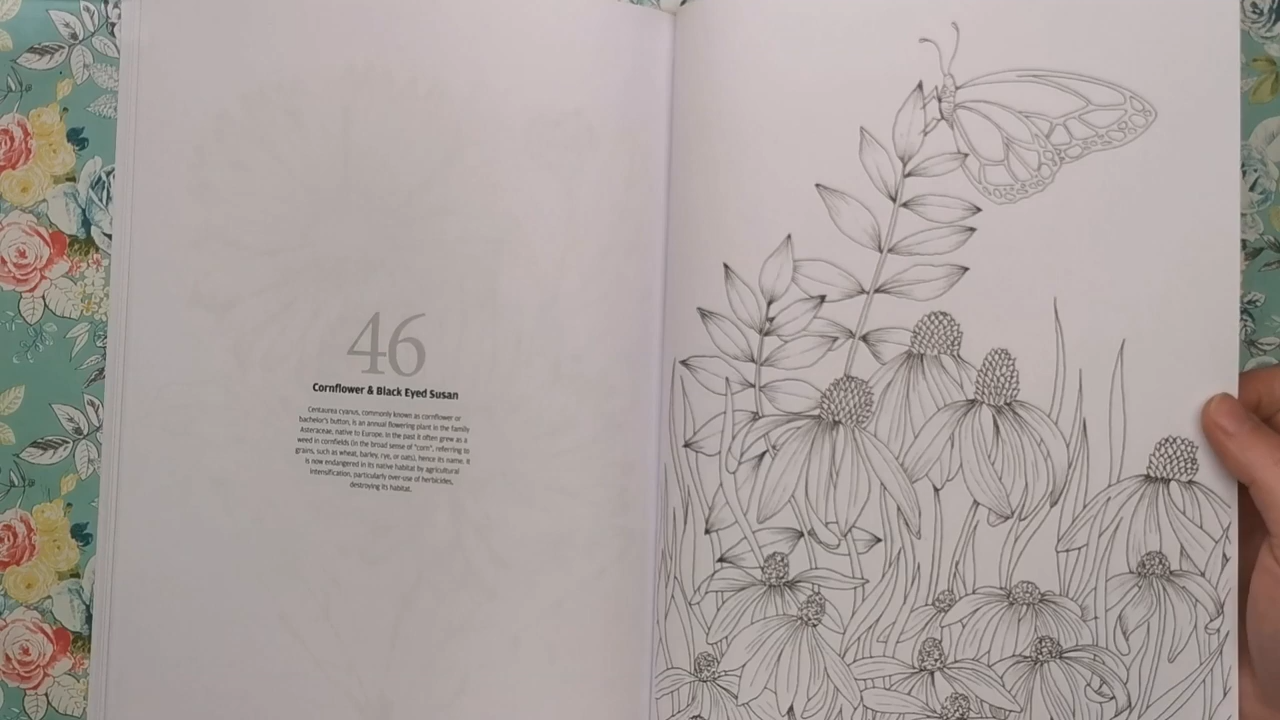 46
Cornflower & Black Eyed Susan
Centaurea cyanus, commonly known as cornflower or
bachelor's button, is an annual flowering plant in the family
Asteraceae, native to Europe. In the past it often grew as a
weed in cornfields (in the broad sense of "corn", referring to
grains, such as wheat, barley, rye, or oats), hence its name. It
is now endangered in its native habitat by agricultural
intensification, particularly over-use of herbicides,
destroying its habitat.